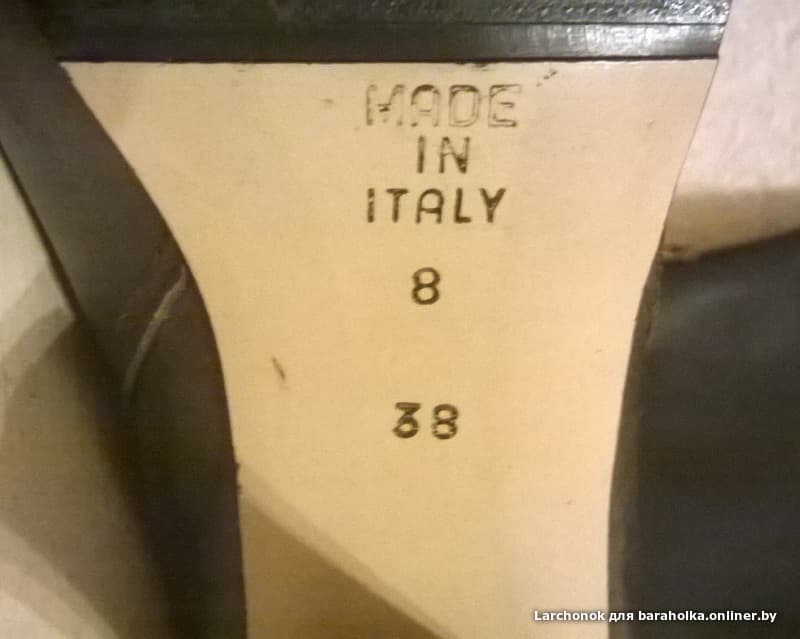 MADE
IN
ITALY
8
38
Larchonok для baraholka.onliner.by